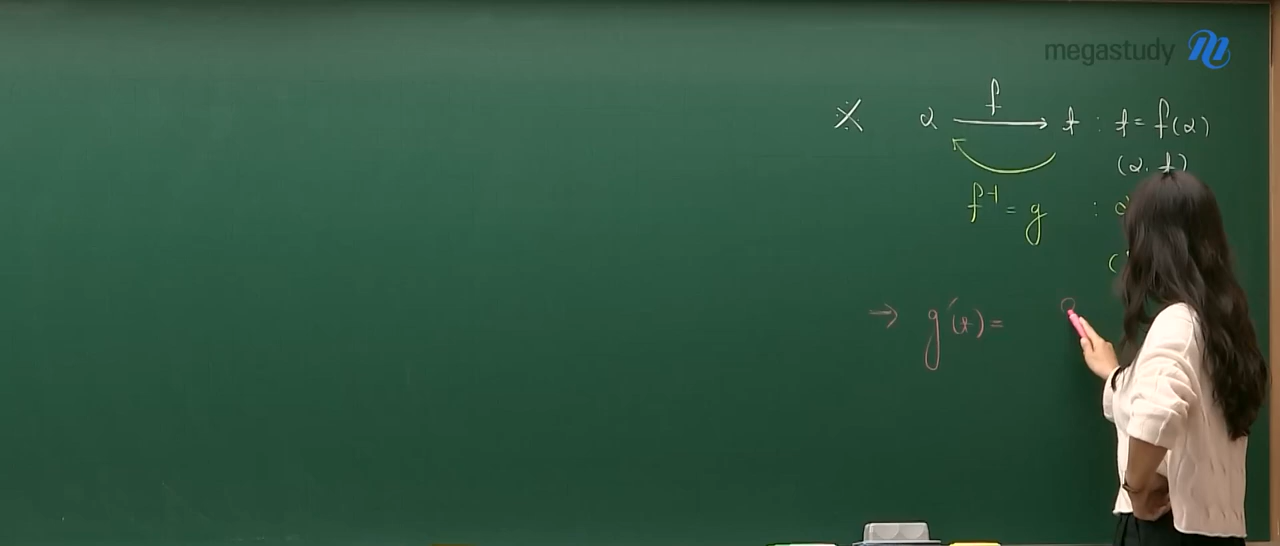 megastudy
※ α f→ t : t = f(α)
(α, t)
f⁻¹ = g :
(
→ g′(t) =